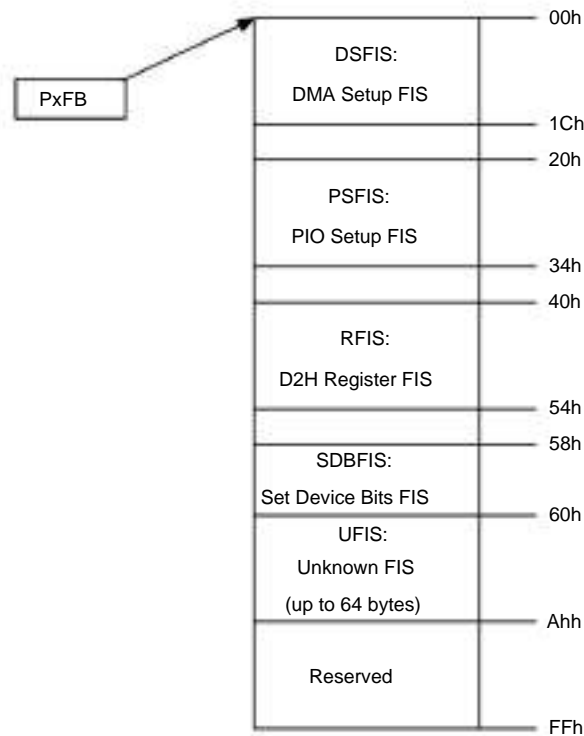 00h
DSFIS:
PxFB
DMA Setup FIS
1Ch
20h
PSFIS:
PIO Setup FIS
34h
40h
RFIS:
D2H Register FIS
54h
58h
SDBFIS:
Set Device Bits FIS
60h
UFIS:
Unknown FIS
(up to 64 bytes)
Ahh
Reserved
FFh